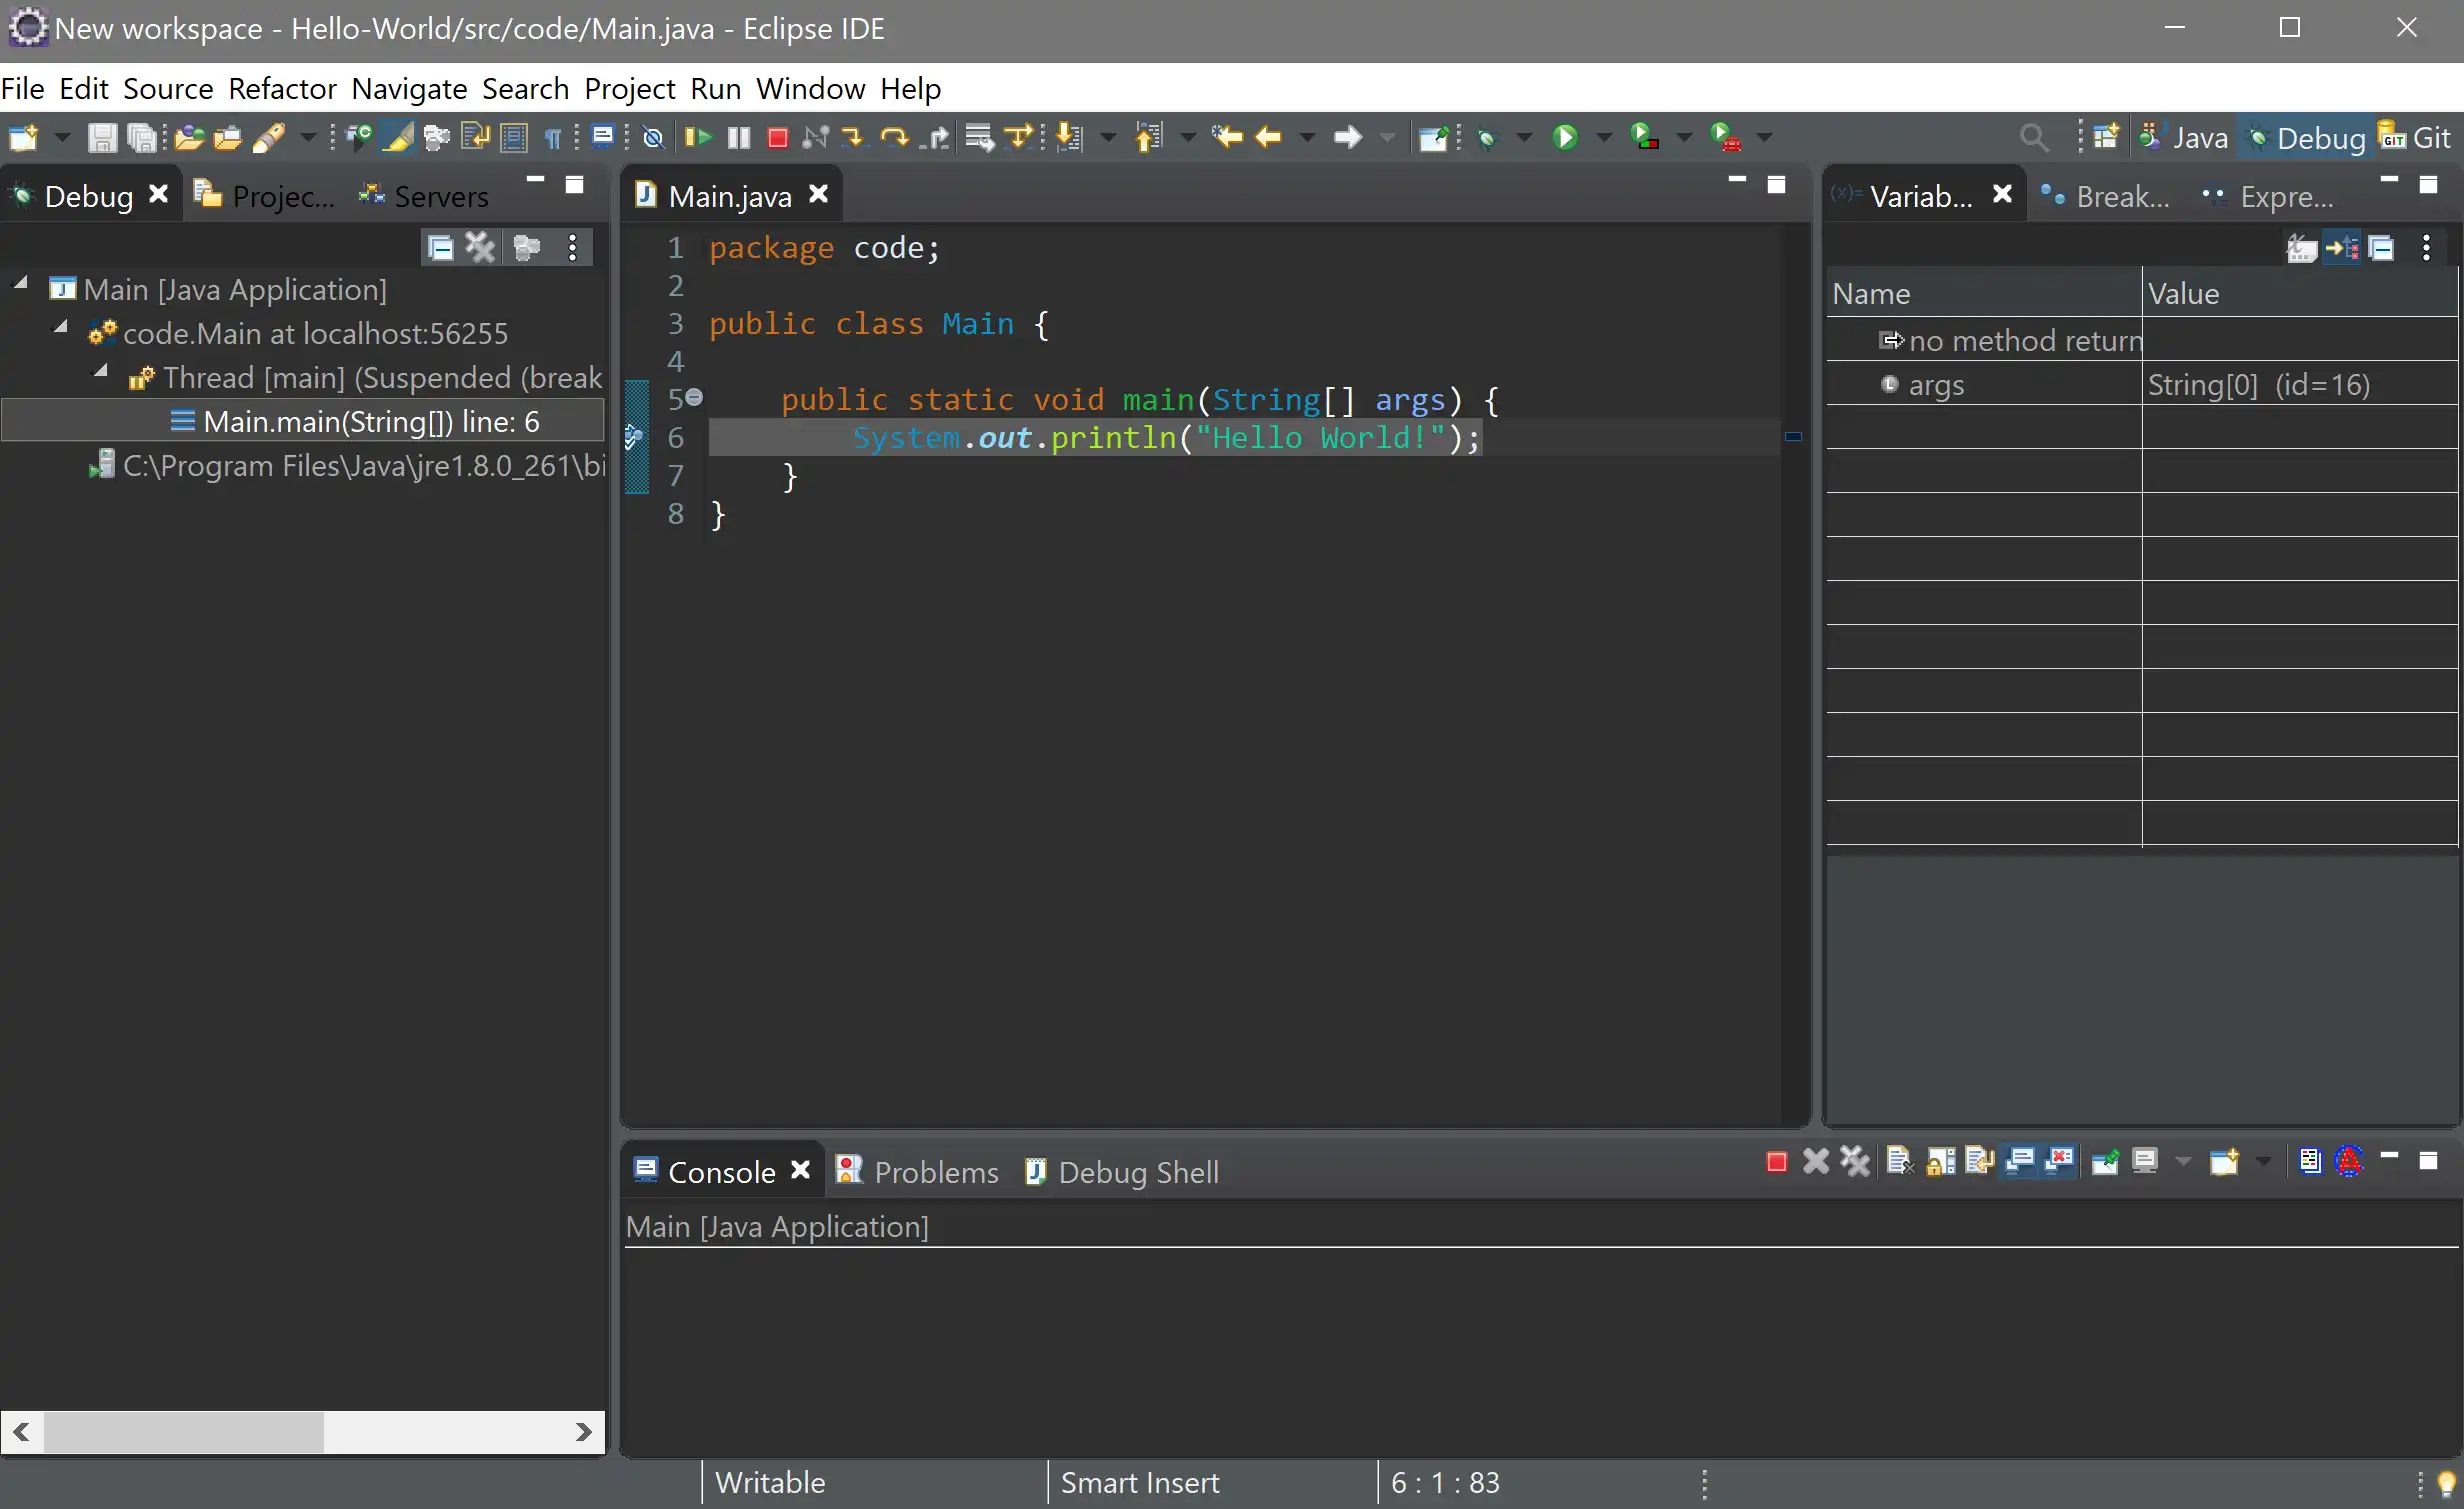 New workspace - Hello-World/src/code/Main.java - Eclipse IDE
File Edit Source Refactor Navigate Search Project Run Window Help
Java Debug GIT Git
Debug Projec... Servers
Main [Java Application]
code.Main at localhost:56255
Thread [main] (Suspended (break
Main.main(String[]) line: 6
C:\Program Files\Java\jre1.8.0_261\bi
Main.java
1 package code;
2
3 public class Main {
4
5 public static void main(String[] args) {
6 System.out.println("Hello World!");
7 }
8 }
(x)= Variab... Break... Expre...
Name Value
no method return
args String[0] (id=16)
Console Problems Debug Shell
Main [Java Application]
Writable Smart Insert 6 : 1 : 83